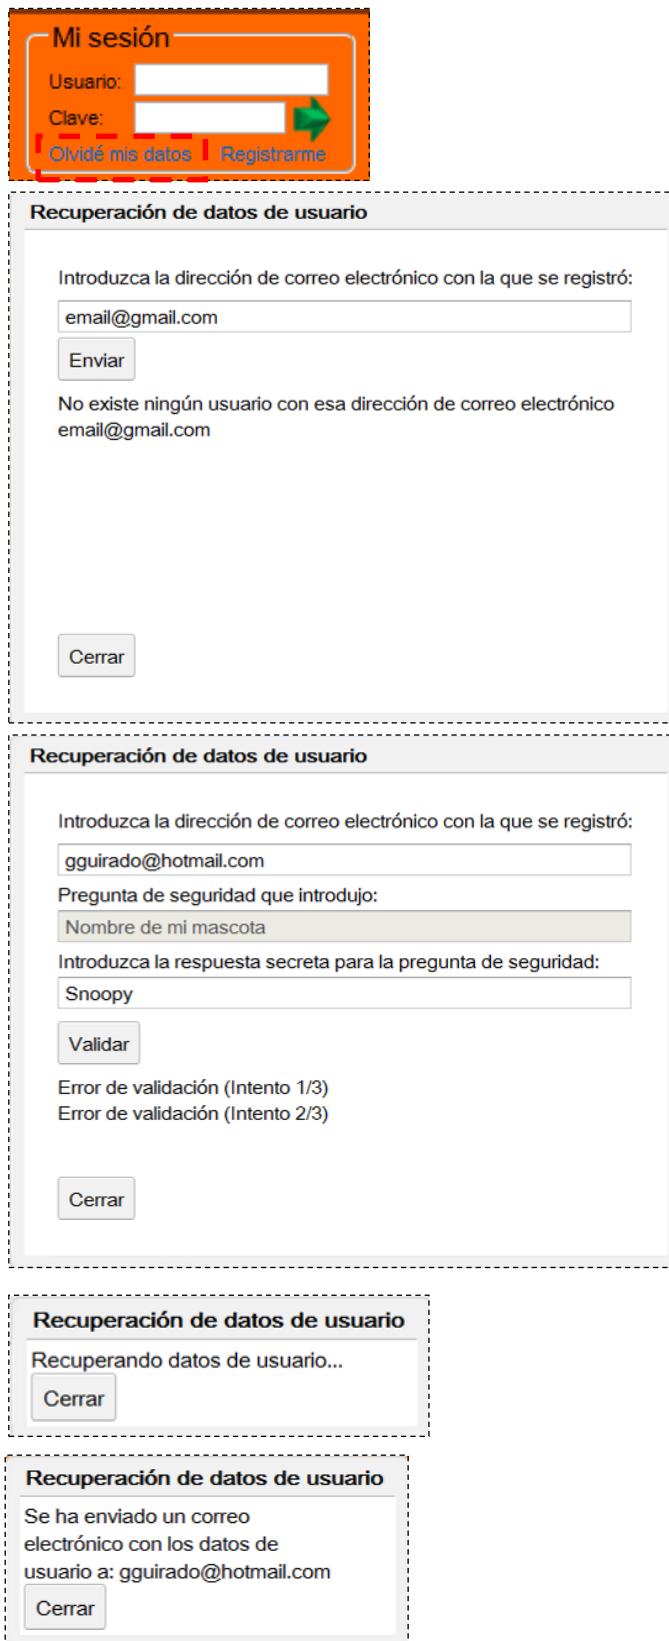 Mi sesión
Usuario:
Clave:
Olvidé mis datos Registrarme
Recuperación de datos de usuario
Introduzca la dirección de correo electrónico con la que se registró:
email@gmail.com
Enviar
No existe ningún usuario con esa dirección de correo electrónico
email@gmail.com
Cerrar
Recuperación de datos de usuario
Introduzca la dirección de correo electrónico con la que se registró:
gguirado@hotmail.com
Pregunta de seguridad que introdujo:
Nombre de mi mascota
Introduzca la respuesta secreta para la pregunta de seguridad:
Snoopy
Validar
Error de validación (Intento 1/3)
Error de validación (Intento 2/3)
Cerrar
Recuperación de datos de usuario
Recuperando datos de usuario...
Cerrar
Recuperación de datos de usuario
Se ha enviado un correo
electrónico con los datos de
usuario a: gguirado@hotmail.com
Cerrar